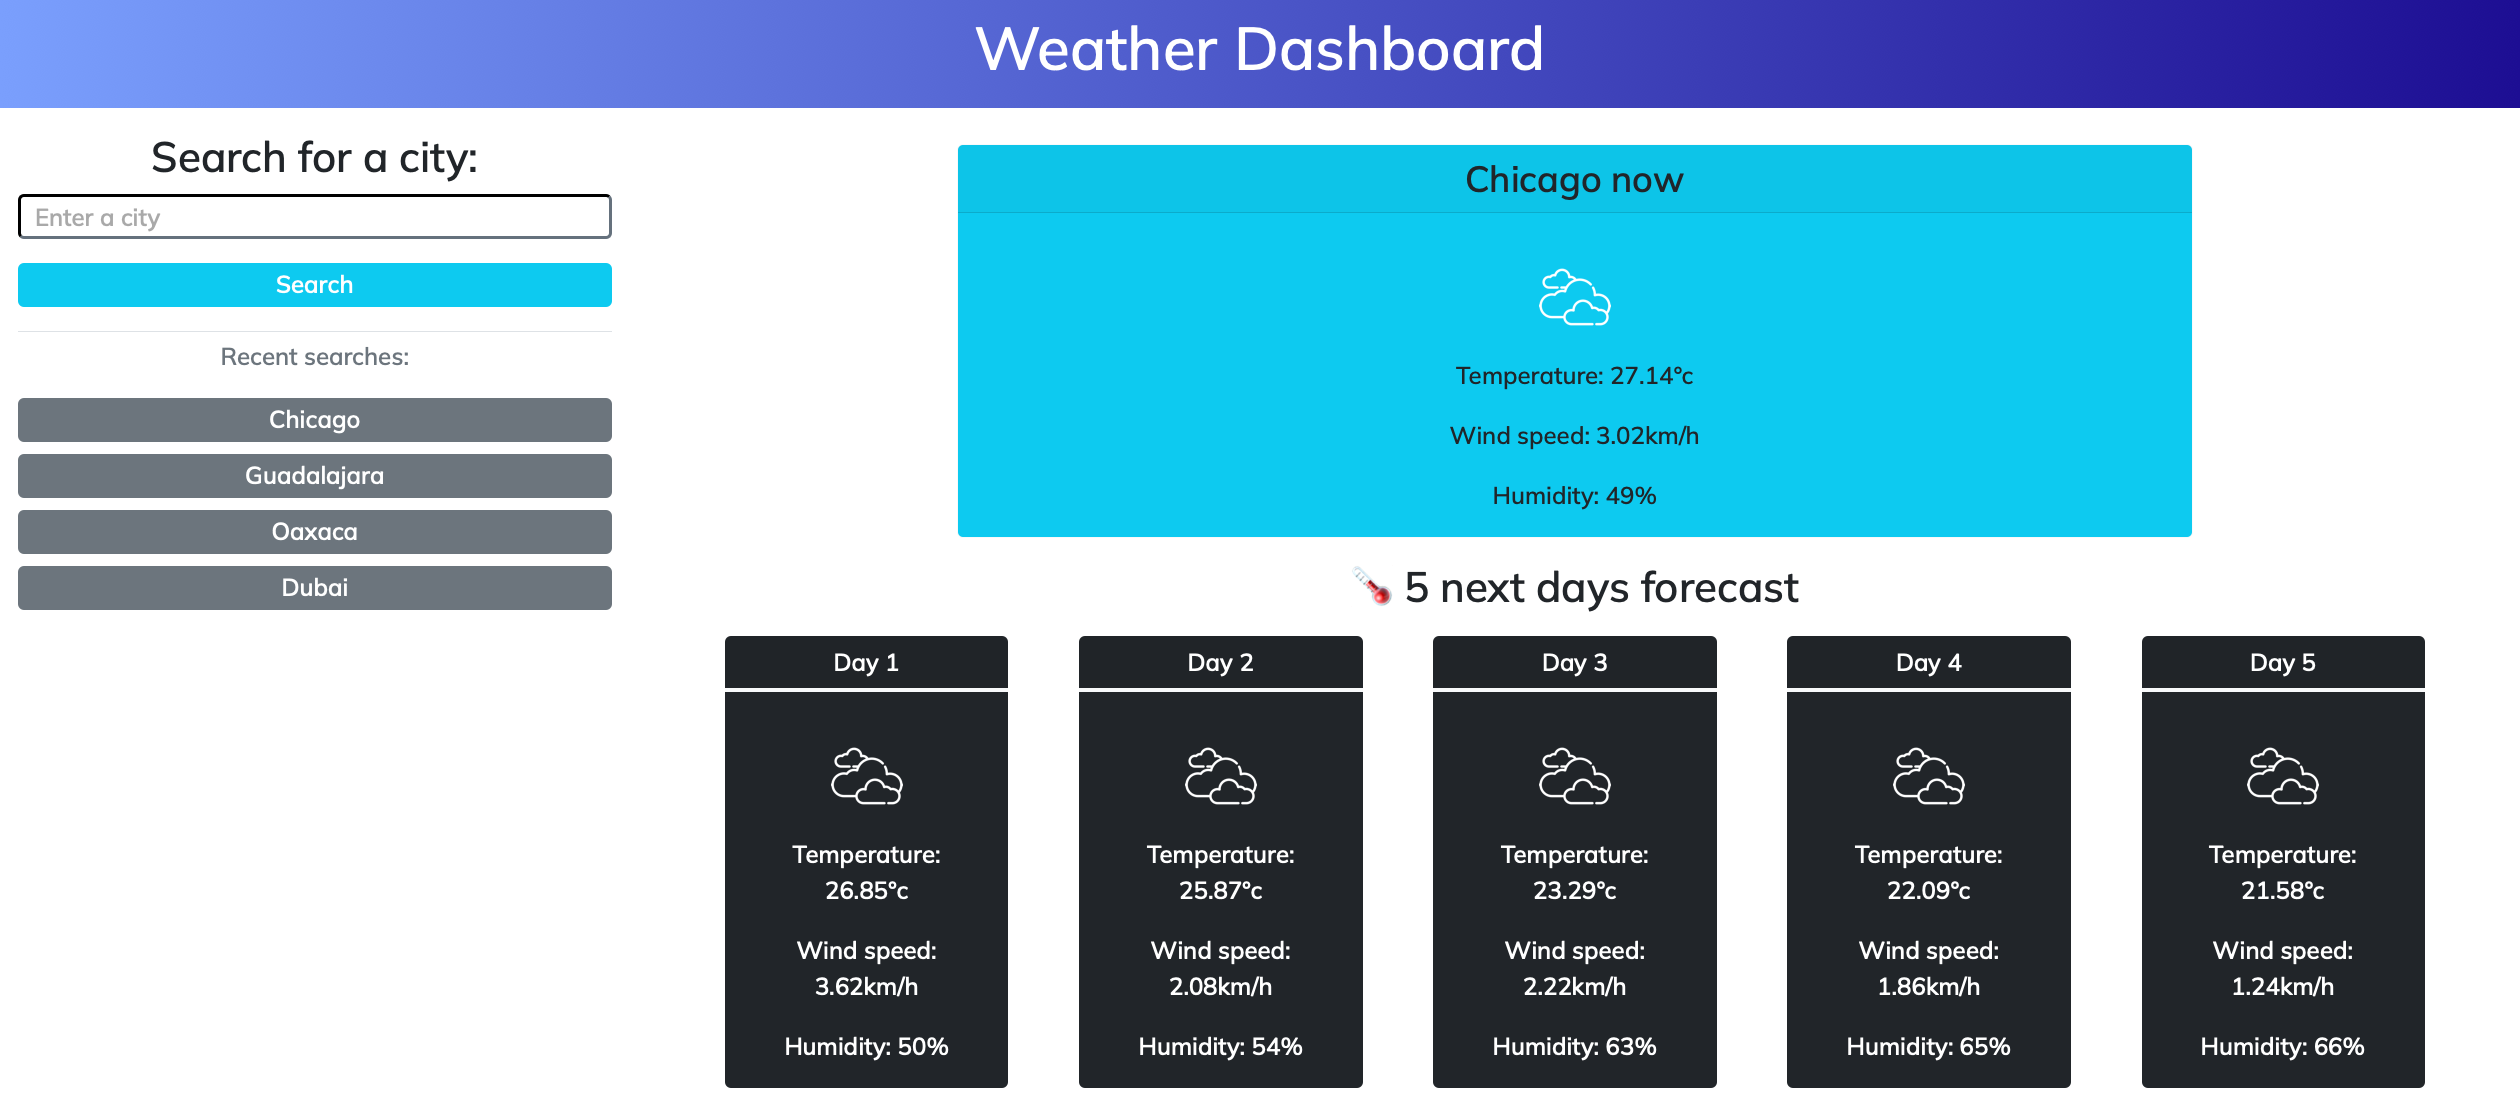 Weather Dashboard
Search for a city:
Enter a city
Search
Recent searches:
Chicago
Guadalajara
Oaxaca
Dubai
Chicago now
Temperature: 27.14°c
Wind speed: 3.02km/h
Humidity: 49%
🌡️ 5 next days forecast
Day 1
Temperature:
26.85°c
Wind speed:
3.62km/h
Humidity: 50%
Day 2
Temperature:
25.87°c
Wind speed:
2.08km/h
Humidity: 54%
Day 3
Temperature:
23.29°c
Wind speed:
2.22km/h
Humidity: 63%
Day 4
Temperature:
22.09°c
Wind speed:
1.86km/h
Humidity: 65%
Day 5
Temperature:
21.58°c
Wind speed:
1.24km/h
Humidity: 66%